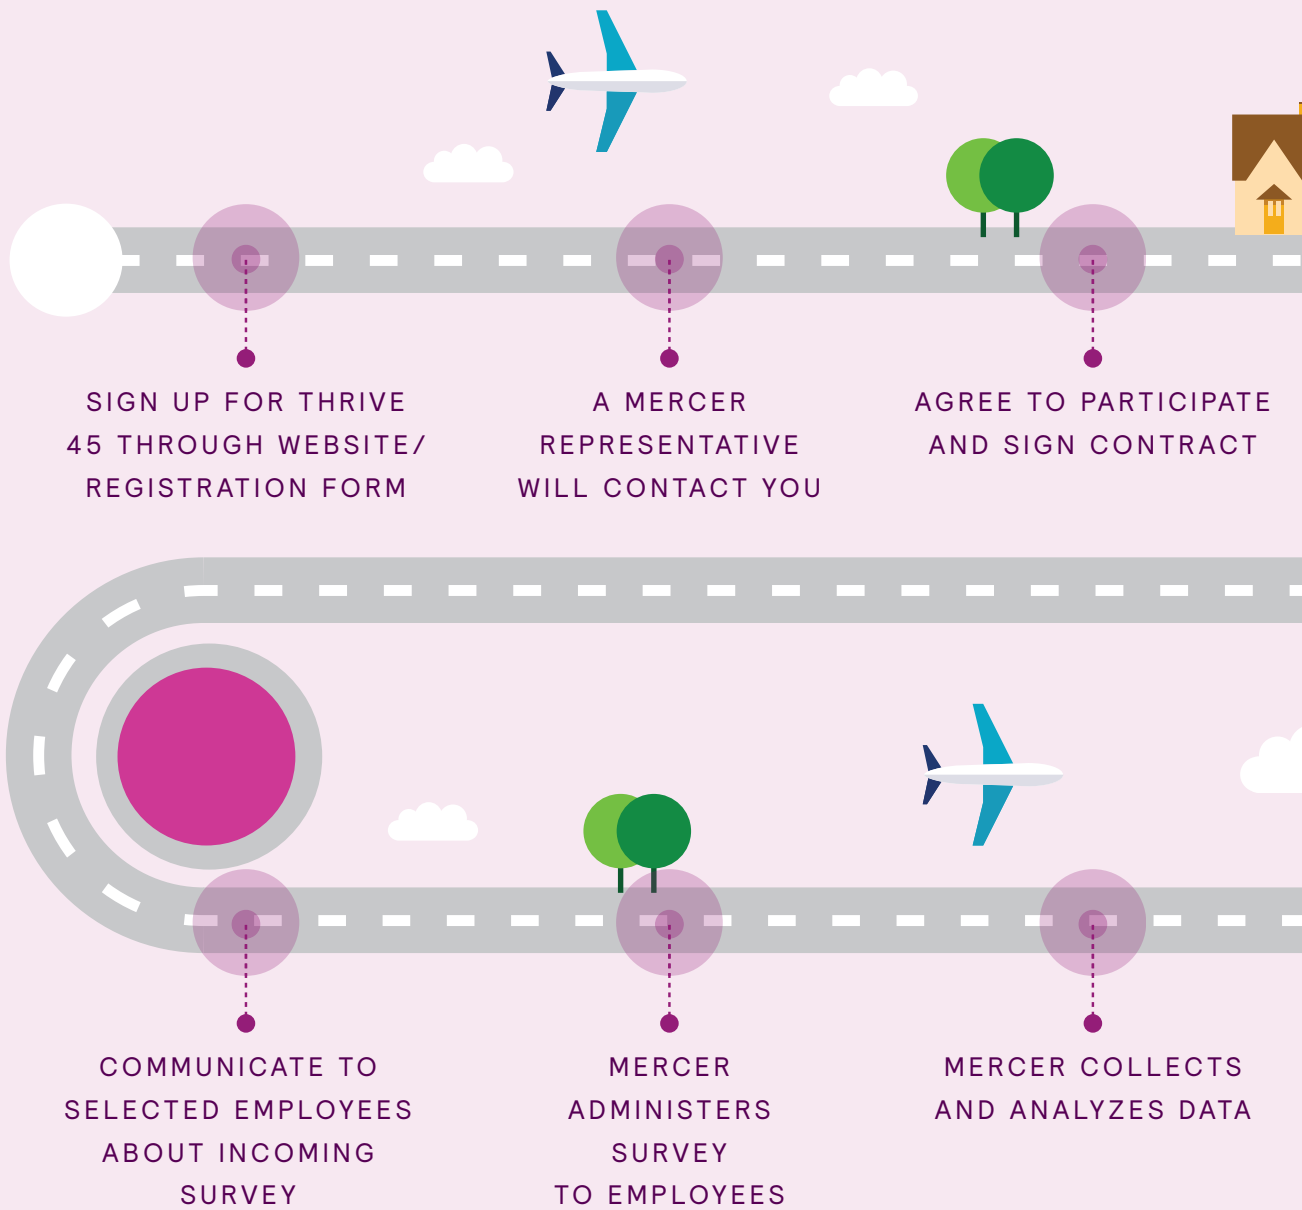 SIGN UP FOR THRIVE
45 THROUGH WEBSITE/
REGISTRATION FORM
A MERCER
REPRESENTATIVE
WILL CONTACT YOU
AGREE TO PARTICIPATE
AND SIGN CONTRACT
COMMUNICATE TO
SELECTED EMPLOYEES
ABOUT INCOMING
SURVEY
MERCER
ADMINISTERS
SURVEY
TO EMPLOYEES
MERCER COLLECTS
AND ANALYZES DATA